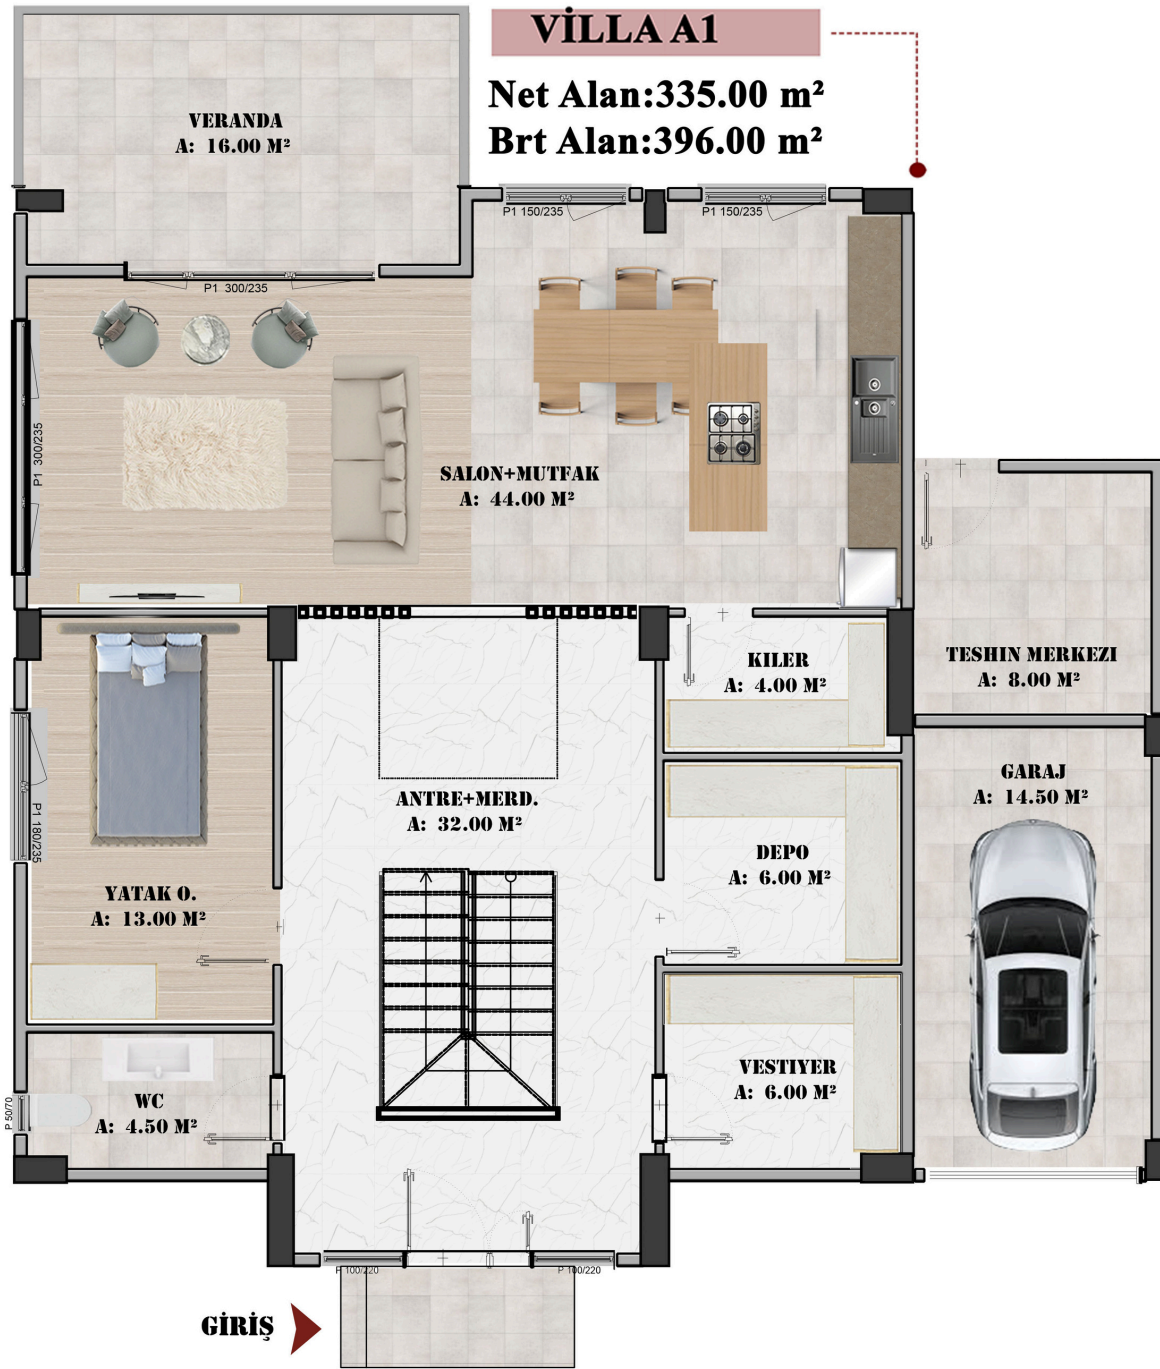 VİLLA A1
Net Alan:335.00 m²
Brt Alan:396.00 m²
VERANDA
A: 16.00 M²
P1 150/235
P1 150/235
P1 300/235
P1 300/235
SALON+MUTFAK
A: 44.00 M²
KILER
A: 4.00 M²
TESHIN MERKEZI
A: 8.00 M²
GARAJ
A: 14.50 M²
ANTRE+MERD.
A: 32.00 M²
P1 180/235
DEPO
A: 6.00 M²
YATAK O.
A: 13.00 M²
VESTIYER
A: 6.00 M²
WC
A: 4.50 M²
P 50/70
P 100/220
P 100/220
GİRİŞ